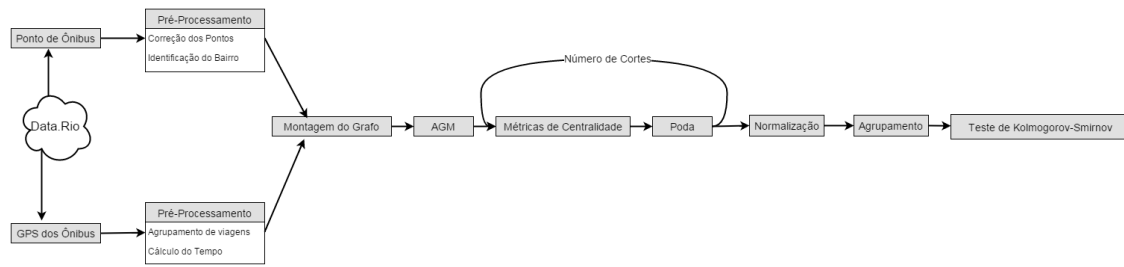 Pré-Processamento
Ponto de Ônibus
Correção dos Pontos
Identificação do Bairro
Número de Cortes
Data.Rio
Montagem do Grafo
AGM
Métricas de Centralidade
Poda
Normalização
Agrupamento
Teste de Kolmogorov-Smirnov
Pré-Processamento
GPS dos Ônibus
Agrupamento de viagens
Câlculo do Tempo